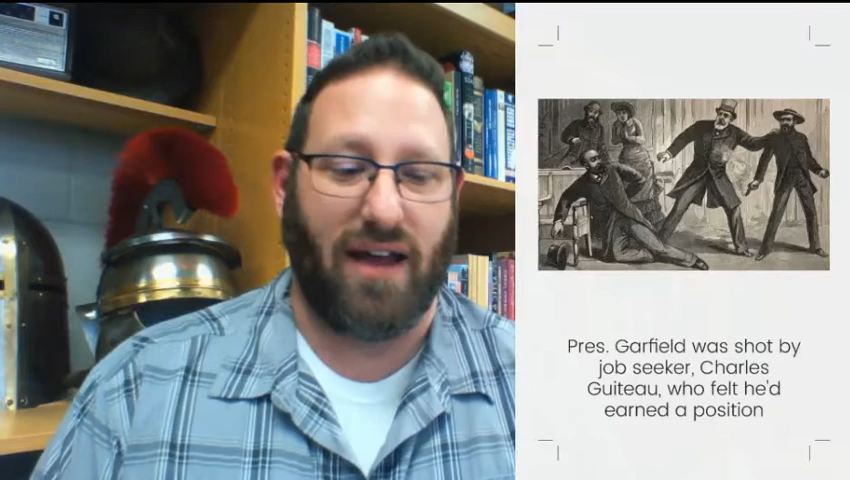 Pres. Garfield was shot by
job seeker, Charles
Guiteau, who felt he'd
earned a position